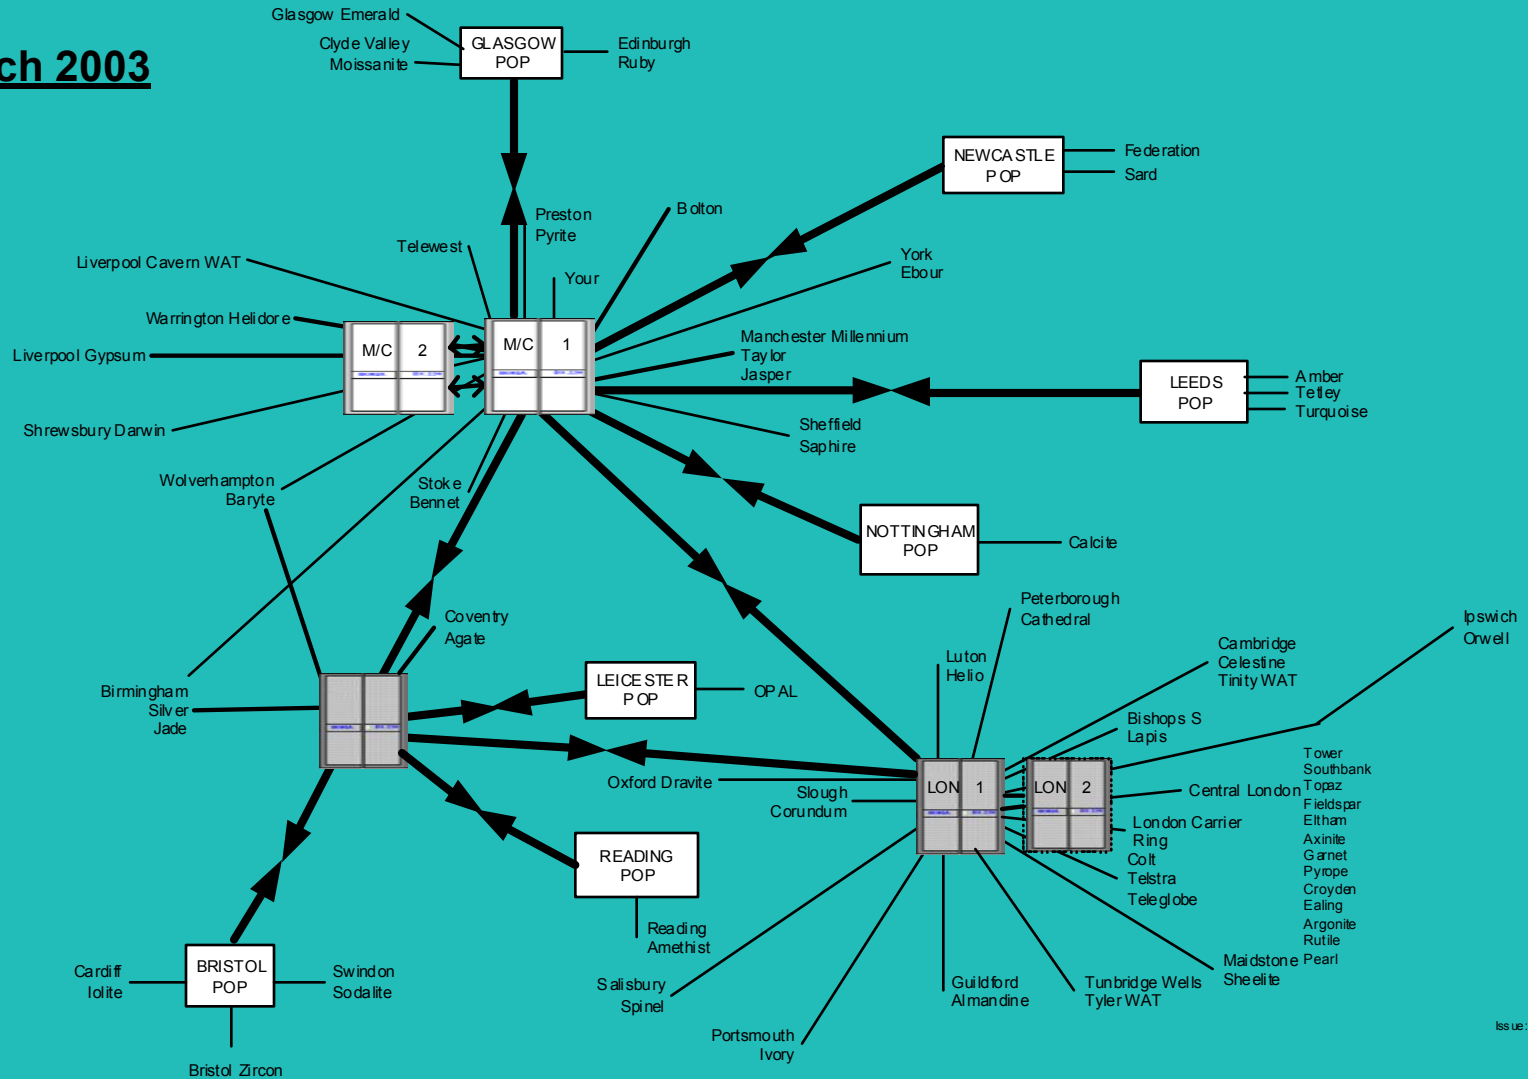 ch 2003
Glasgow Emerald
Clyde Valley
Moissanite
GLASGOW
POP
Edinburgh
Ruby
NEWCASTLE
POP
Federation
Sard
Preston
Pyrite
Bolton
Telewest
Your
Liverpool Cavern WAT
York
Ebour
Warrington Helidore
Liverpool Gypsum
M/C 2
M/C 1
Manchester Millennium
Taylor
Jasper
LEEDS
POP
Amber
Tetley
Turquoise
Shrewsbury Darwin
Sheffield
Saphire
Wolverhampton
Baryte
Stoke
Bennet
NOTTINGHAM
POP
Calcite
Coventry
Agate
Peterborough
Cathedral
Ipswich
Orwell
Luton
Helio
Cambridge
Celestine
Tinity WAT
Birmingham
Silver
Jade
LEICESTER
POP
OPAL
Bishops S
Lapis
Oxford Dravite
Slough
Corundum
LON 1
LON 2
Central London
Tower
Southbank
Topaz
Fieldspar
Eltham
Axinite
Garnet
Pyrope
Croyden
Ealing
Argonite
Rutile
Pearl
London Carrier
Ring
Colt
Telstra
Teleglobe
READING
POP
Reading
Amethist
BRISTOL
POP
Cardiff
Iolite
Swindon
Sodalite
Bristol Zircon
Salisbury
Spinel
Portsmouth
Ivory
Guildford
Almandine
Tunbridge Wells
Tyler WAT
Maidstone
Sheelite
Issue: